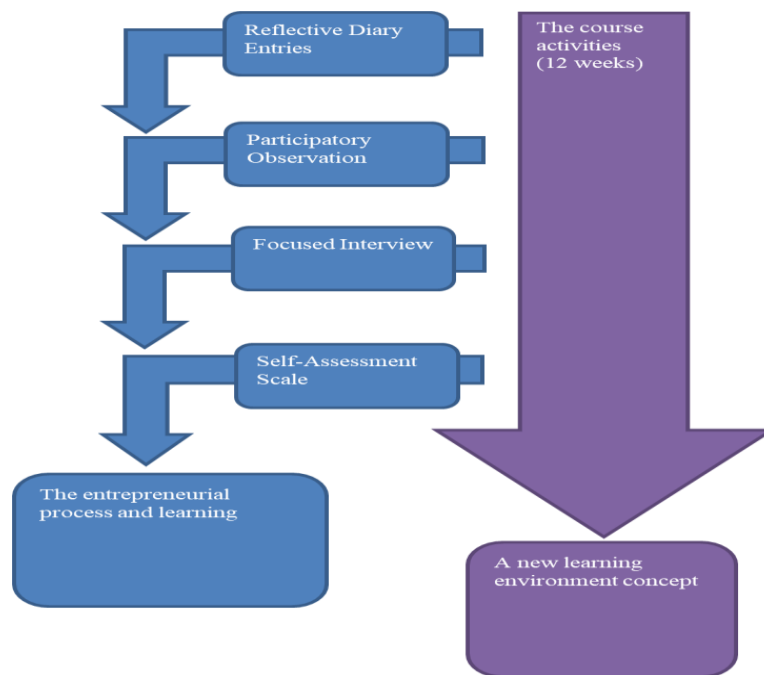 Reflective Diary
Entries
The course
activities
(12 weeks)
Participatory
Observation
Focused Interview
Self-Assessment
Scale
The entrepreneurial
process and learning
A new learning
environment concept